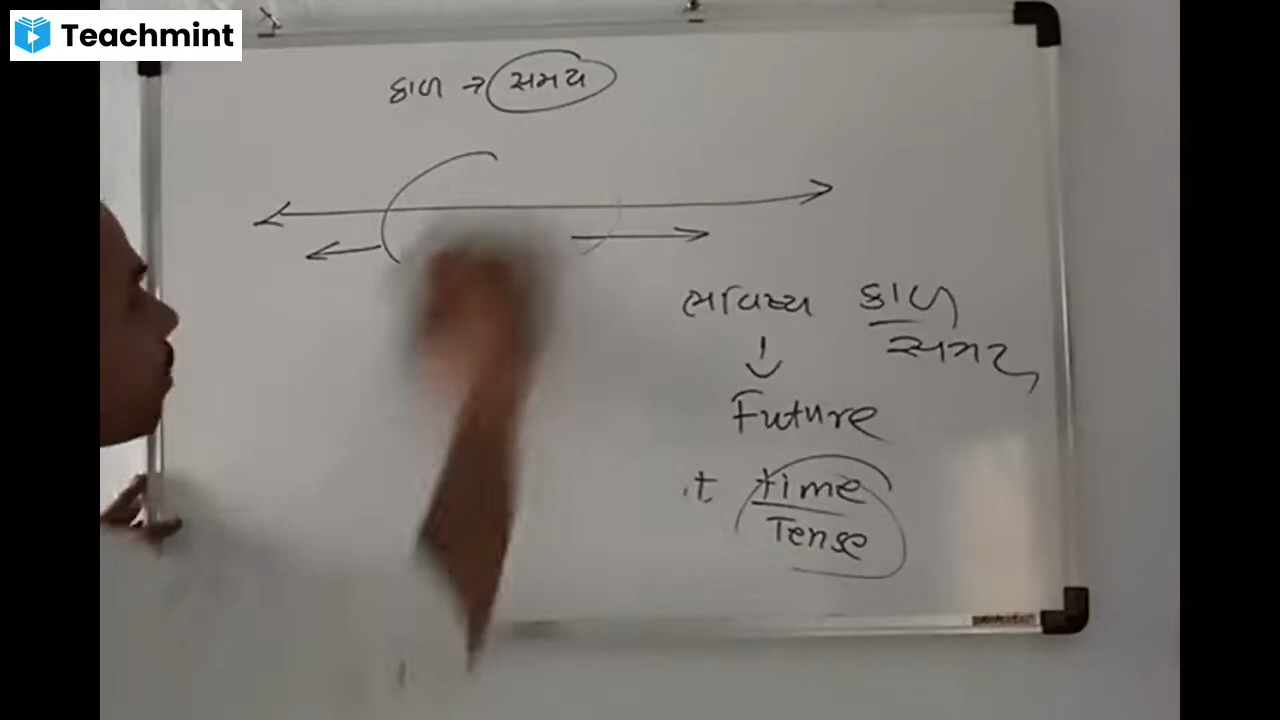 Teachmint
કાળ → સમય
ભવિષ્ય કાળ
સમય
↓
Future
time
Tense